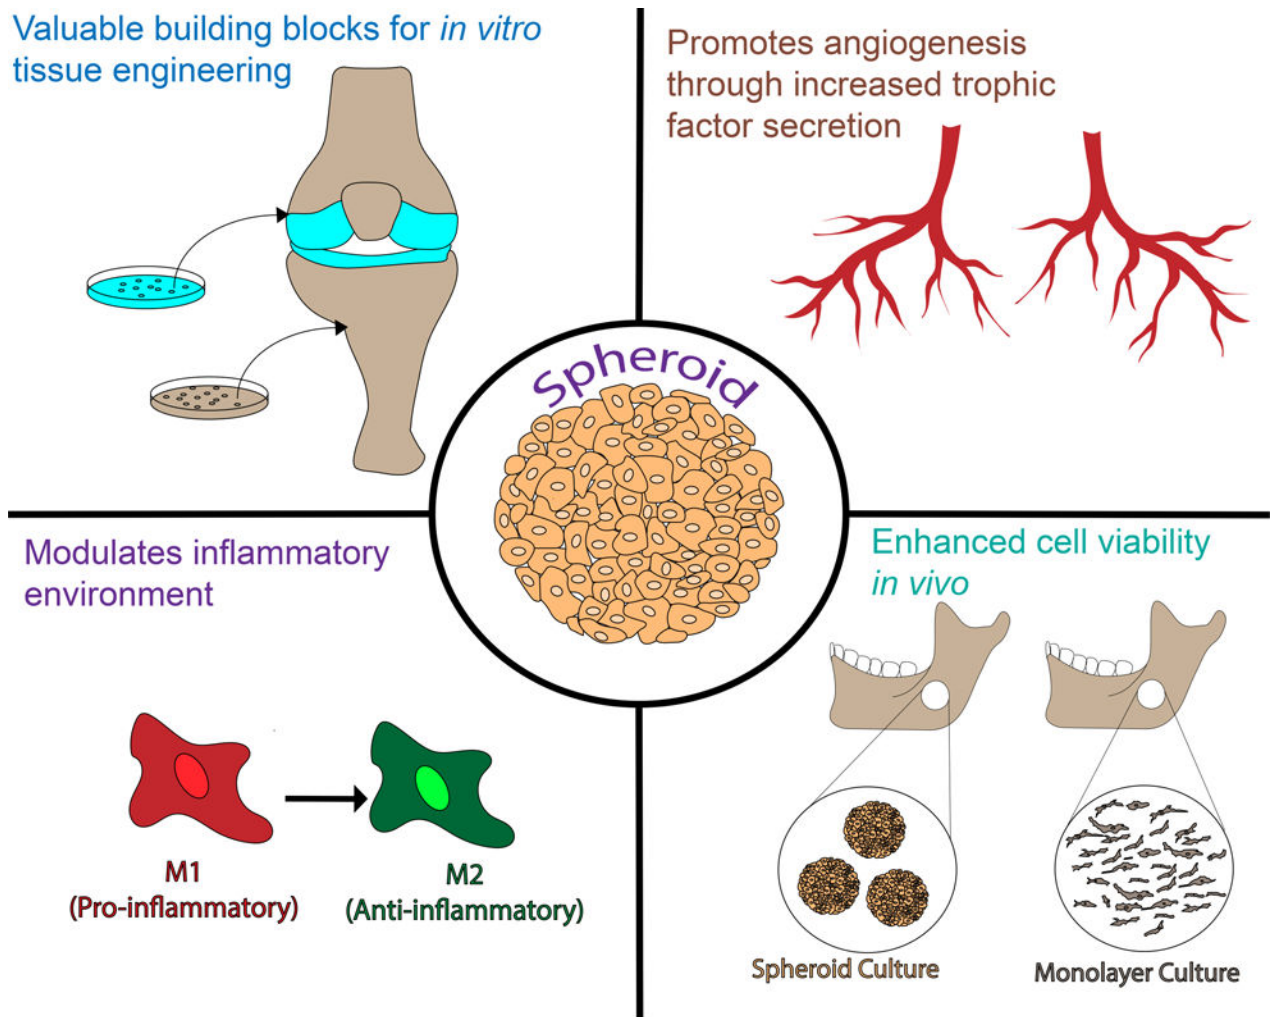 Valuable building blocks for in vitro
tissue engineering
Promotes angiogenesis
through increased trophic
factor secretion
Spheroid
Modulates inflammatory
environment
M1
(Pro-inflammatory)
M2
(Anti-inflammatory)
Enhanced cell viability
in vivo
Spheroid Culture
Monolayer Culture